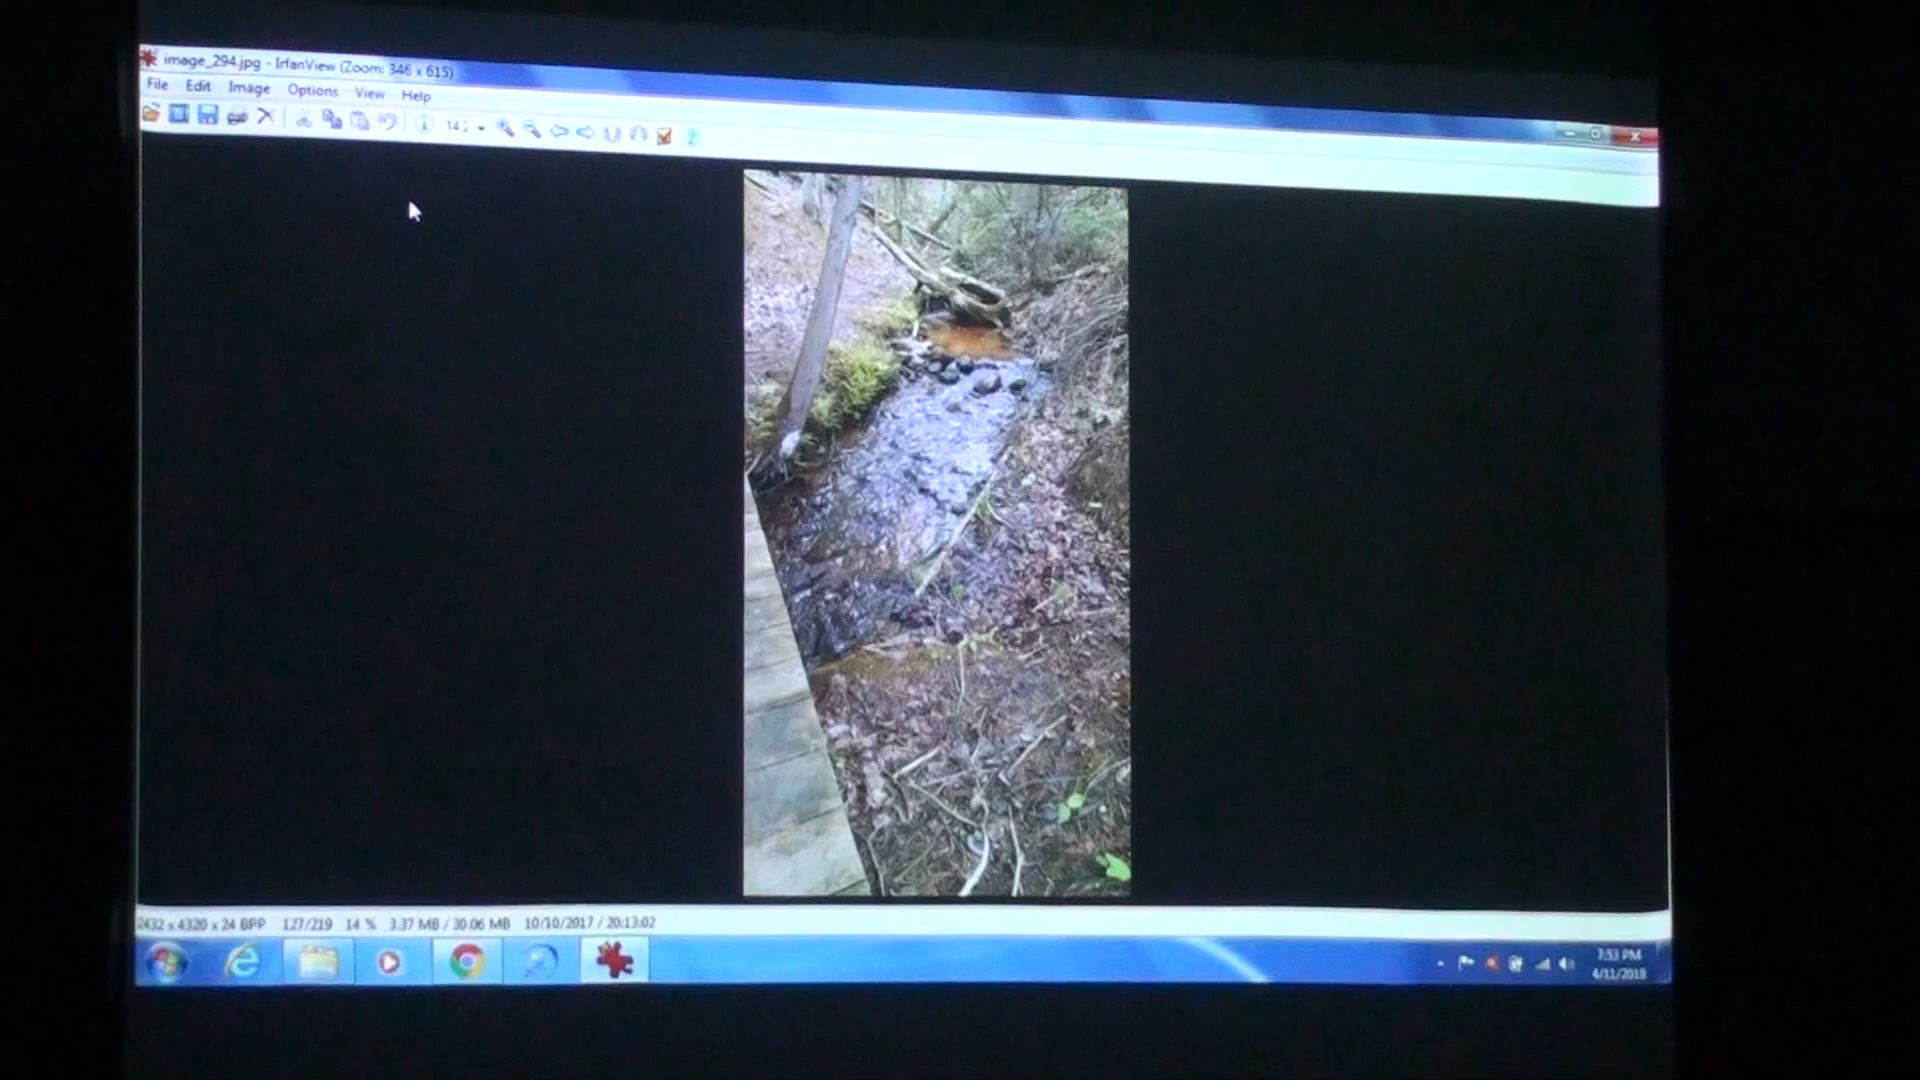 image_294.jpg - IrfanView (Zoom: 346 x 615)
File Edit Image Options View Help
14
2432 x 4320 x 24 BPP 127/219 14 % 3.37 MB / 30.06 MB 10/10/2017 / 20:13:02
7:53 PM
4/11/2018